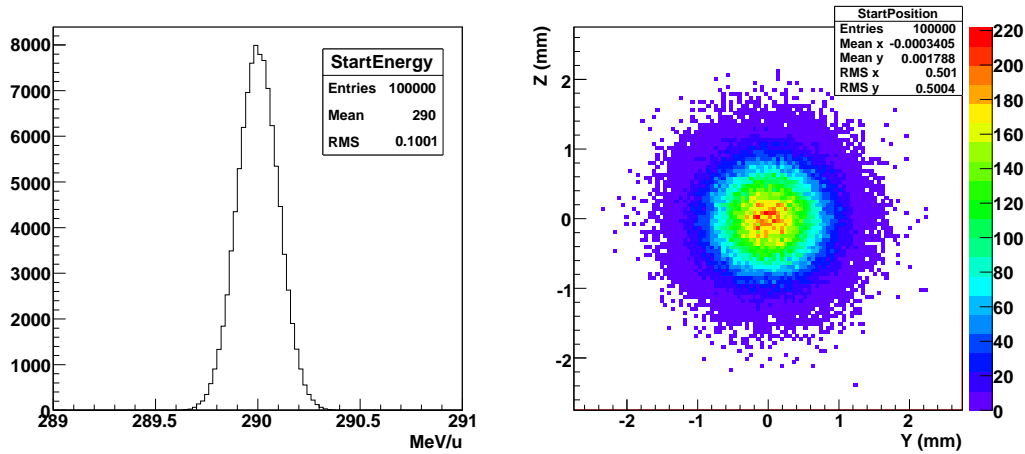 8000
7000
6000
5000
4000
3000
2000
1000
0
289 289.5 290 290.5 291
MeV/u
StartEnergy
Entries 100000
Mean 290
RMS 0.1001
Z (mm)
2
1
0
-1
-2
-2 -1 0 1 2
Y (mm)
StartPosition
Entries 100000
Mean x -0.0003405
Mean y 0.001788
RMS x 0.501
RMS y 0.5004
220
200
180
160
140
120
100
80
60
40
20
0